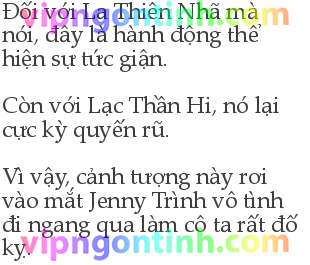 Đối với La Thiên Nhã mà
nói, đây là hành động thể
hiện sự tức giận.
Còn với Lạc Thần Hi, nó lại
cực kỳ quyến rũ.
Vì vậy, cảnh tượng này rơi
vào mắt Jenny Trình vô tình
đi ngang qua làm cô ta rất đố
kỵ.
vipngontinh.com
vipngontinh.com